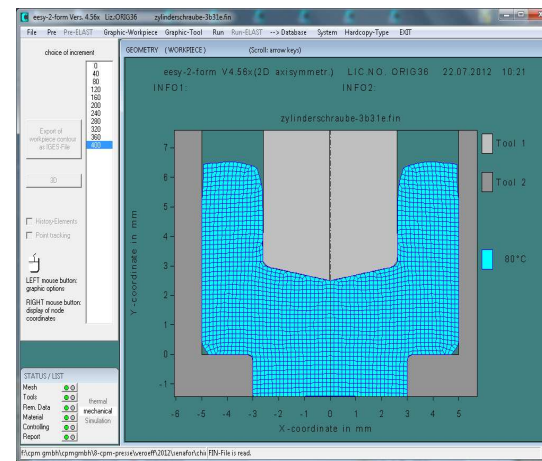 eesy-2-form Vers. 4.56x Liz.:ORIG36 zylinderschraube-3b31e.fin
File Pre Pre-ELAST Graphic-Workpiece Graphic-Tool Run Run-ELAST --> Database System Hardcopy-Type EXIT
choice of increment
0
40
80
120
160
200
240
280
320
360
400
Export of
workpiece contour
as IGES-File
3D
History-Elements
Point tracking
LEFT mouse button:
graphic options
RIGHT mouse button:
display of node
coordinates
STATUS / LIST
Mesh
Tools
Rem. Data
Material
Controlling
Report
thermal
mechanical
Simulation
GEOMETRY (WORKPIECE) (Scroll: arrow keys)
eesy-2-form V4.56x(2D axisymmetr.) LIC.NO. ORIG36 22.07.2012 10:21
INFO1: INFO2:
zylinderschraube-3b31e.fin
Y-coordinate in mm
7
6
5
4
3
2
1
0
-1
-6 -5 -4 -3 -2 -1 0 1 2 3 4 5
X-coordinate in mm
Tool 1
Tool 2
80°C
FIN-File is read.